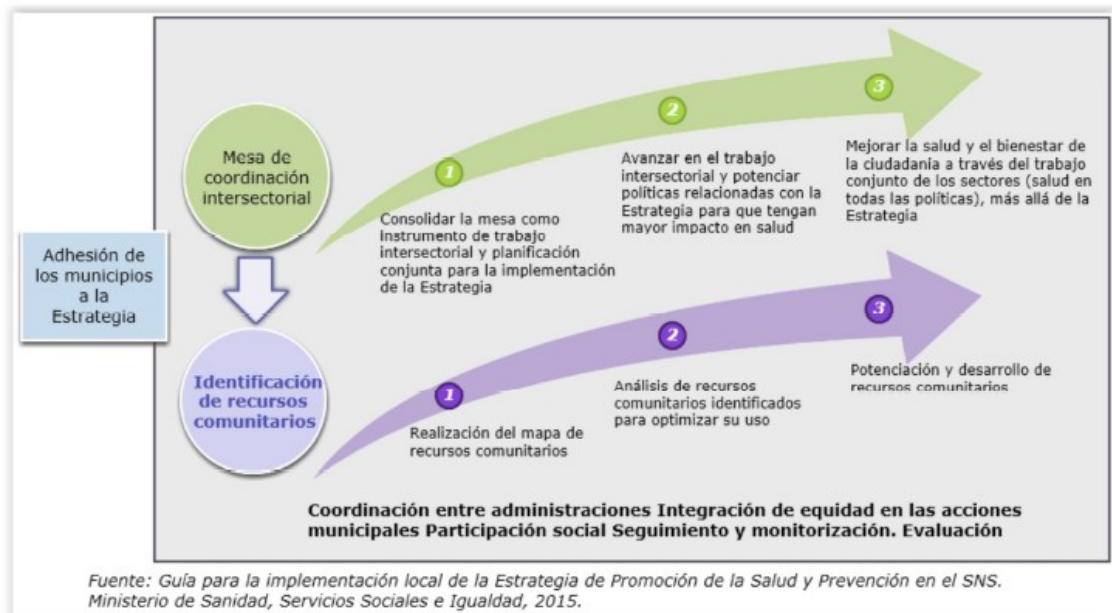 Adhesión de
los municipios
a la
Estrategia
Mesa de
coordinación
intersectorial
1
Consolidar la mesa como
Instrumento de trabajo
intersectorial y planificación
conjunta para la implementación
de la Estrategia
2
Avanzar en el trabajo
intersectorial y potenciar
políticas relacionadas con la
Estrategia para que tengan
mayor impacto en salud
3
Mejorar la salud y el bienestar de
la ciudadania a través del trabajo
conjunto de los sectores (salud en
todas las políticas), más allá de la
Estrategia
Identificación
de recursos
comunitarios
1
Realización del mapa de
recursos comunitarios
2
Análisis de recursos
comunitarios identificados
para optimizar su uso
3
Potenciación y desarrollo de
recursos comunitarios
Coordinación entre administraciones Integración de equidad en las acciones
municipales Participación social Seguimiento y monitorización. Evaluación
Fuente: Guía para la implementación local de la Estrategia de Promoción de la Salud y Prevención en el SNS.
Ministerio de Sanidad, Servicios Sociales e Igualdad, 2015.